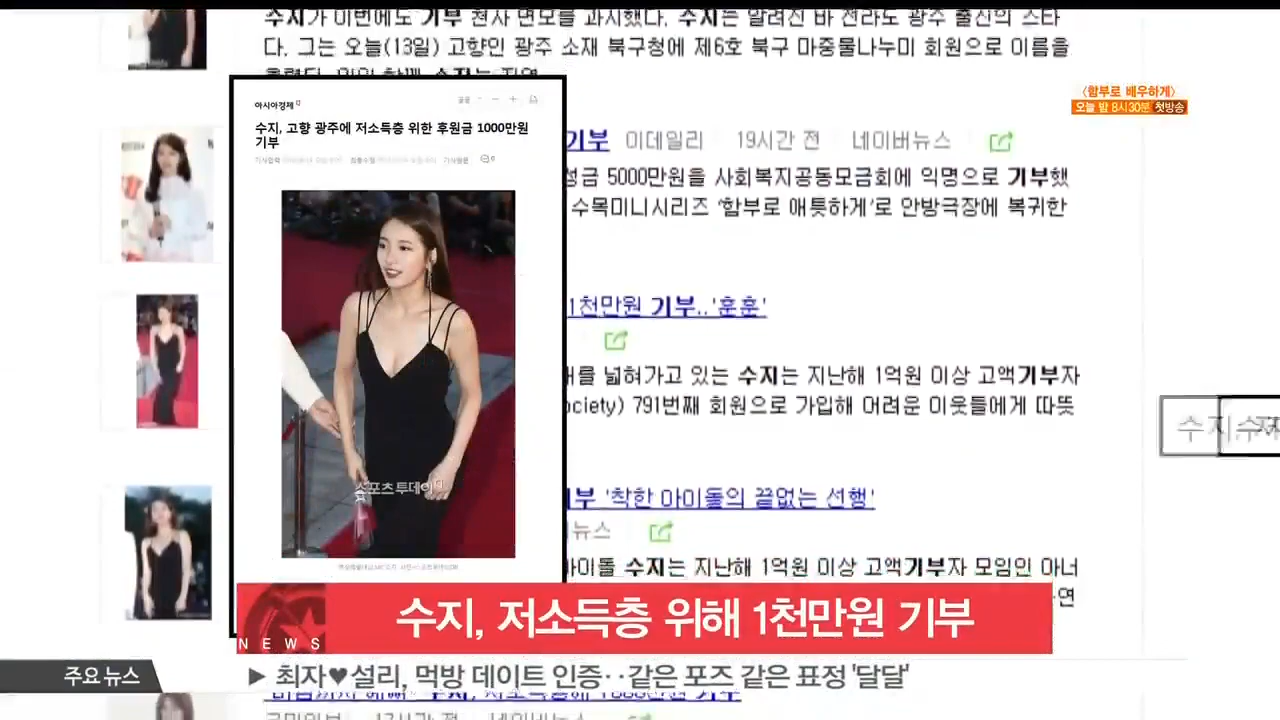 수지가 이번에도 기부 천사 면모를 과시했다. 수지는 알려진 바 전라도 광주 출신의 스타
다. 그는 오늘(13일) 고향인 광주 소재 북구청에 제6호 북구 마중물나누미 회원으로 이름을
<함부로 배우하게>
오늘 밤 8시30분 첫방송
아시아경제
글꼴 - +
수지, 고향 광주에 저소득층 위한 후원금 1000만원
기부
기사입력
기사원문 0
기부 이데일리 19시간 전 네이버뉴스
성금 5000만원을 사회복지공동모금회에 익명으로 기부했
수목미니시리즈 '함부로 애틋하게'로 안방극장에 복귀한
1천만원 기부..'훈훈'
를 넓혀가고 있는 수지는 지난해 1억원 이상 고액기부자
ociety) 791번째 회원으로 가입해 어려운 이웃들에게 따뜻
수지,
스포츠투데이
기부 '착한 아이돌의 끝없는 선행'
뉴스
아이돌 수지는 지난해 1억원 이상 고액기부자 모임인 아너
연
수지, 저소득층 위해 1천만원 기부
NEWS
주요뉴스
▶ 최자♥설리, 먹방 데이트 인증‥같은 포즈 같은 표정 '달달'